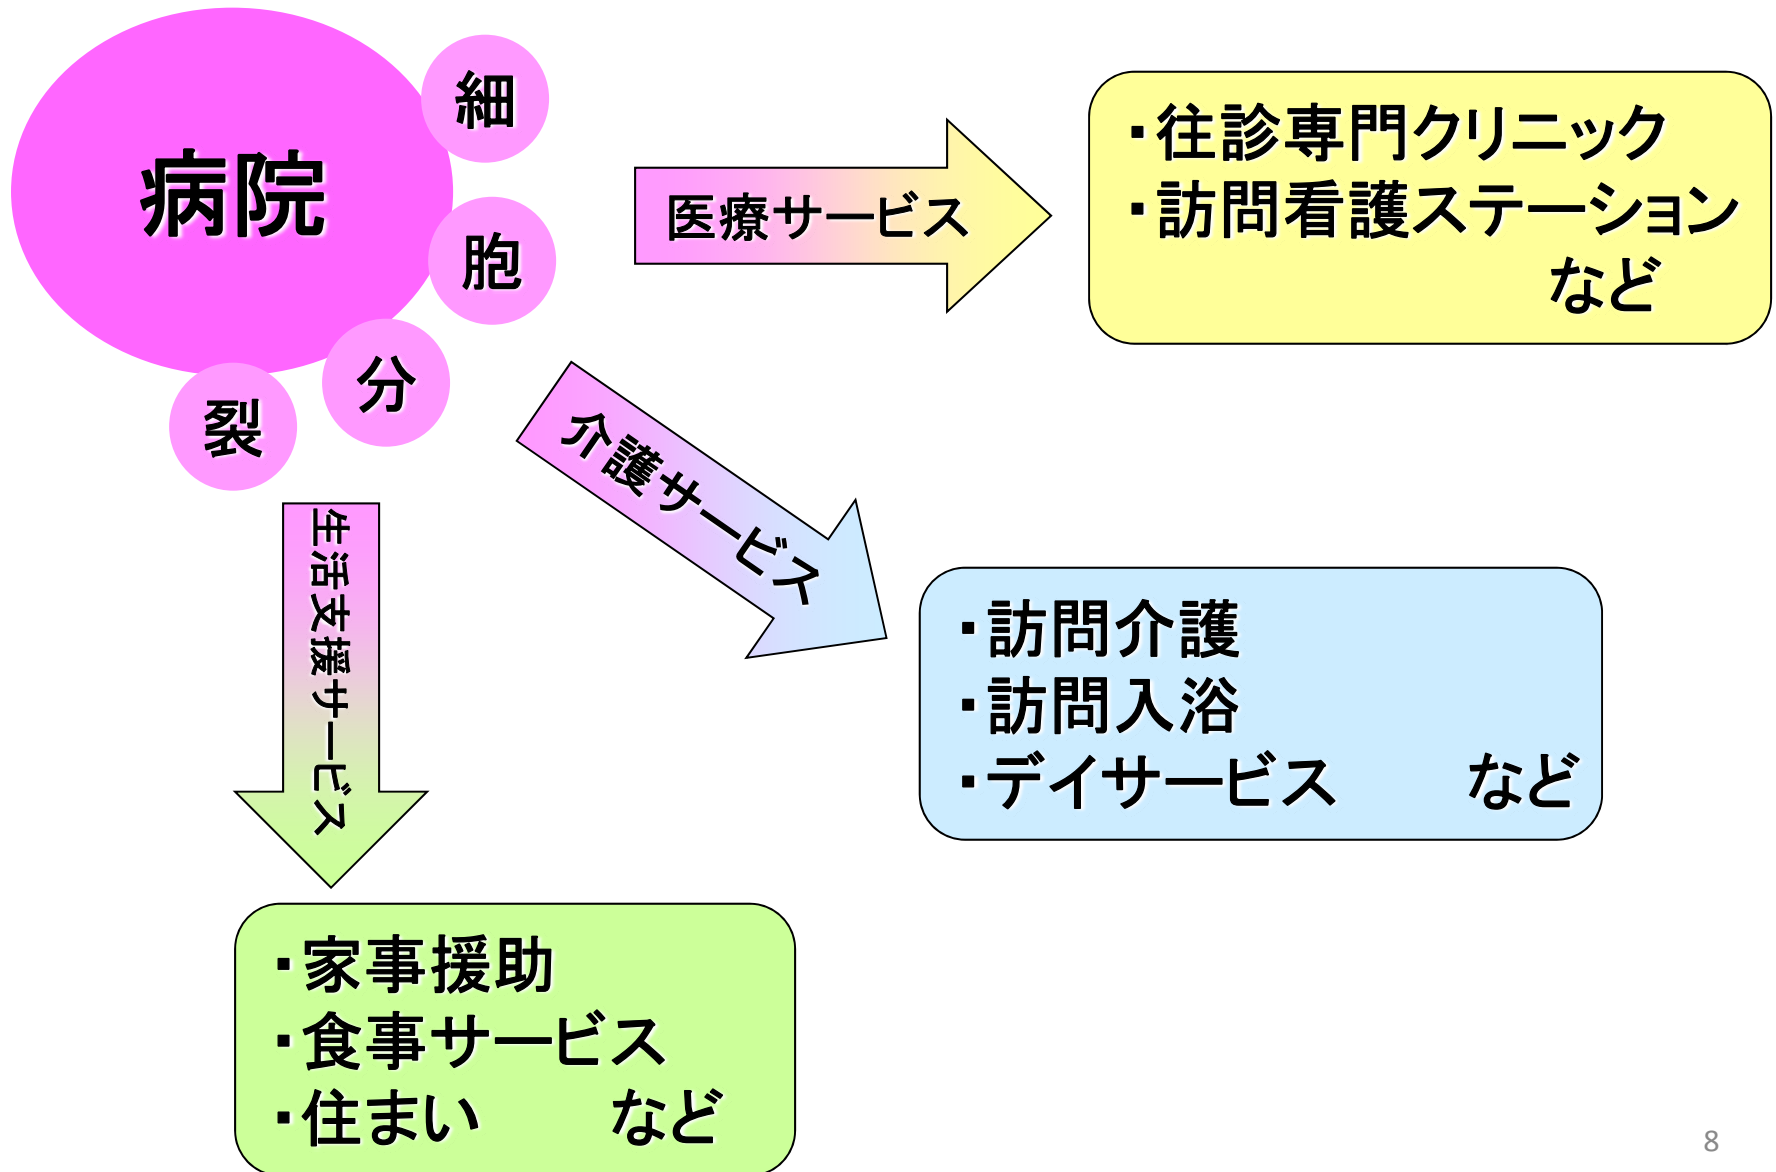 病院
細
胞
分
裂
医療サービス
・往診専門クリニック
・訪問看護ステーション
など
介護サービス
・訪問介護
・訪問入浴
・デイサービス　　など
生活支援サービス
・家事援助
・食事サービス
・住まい　　など
8